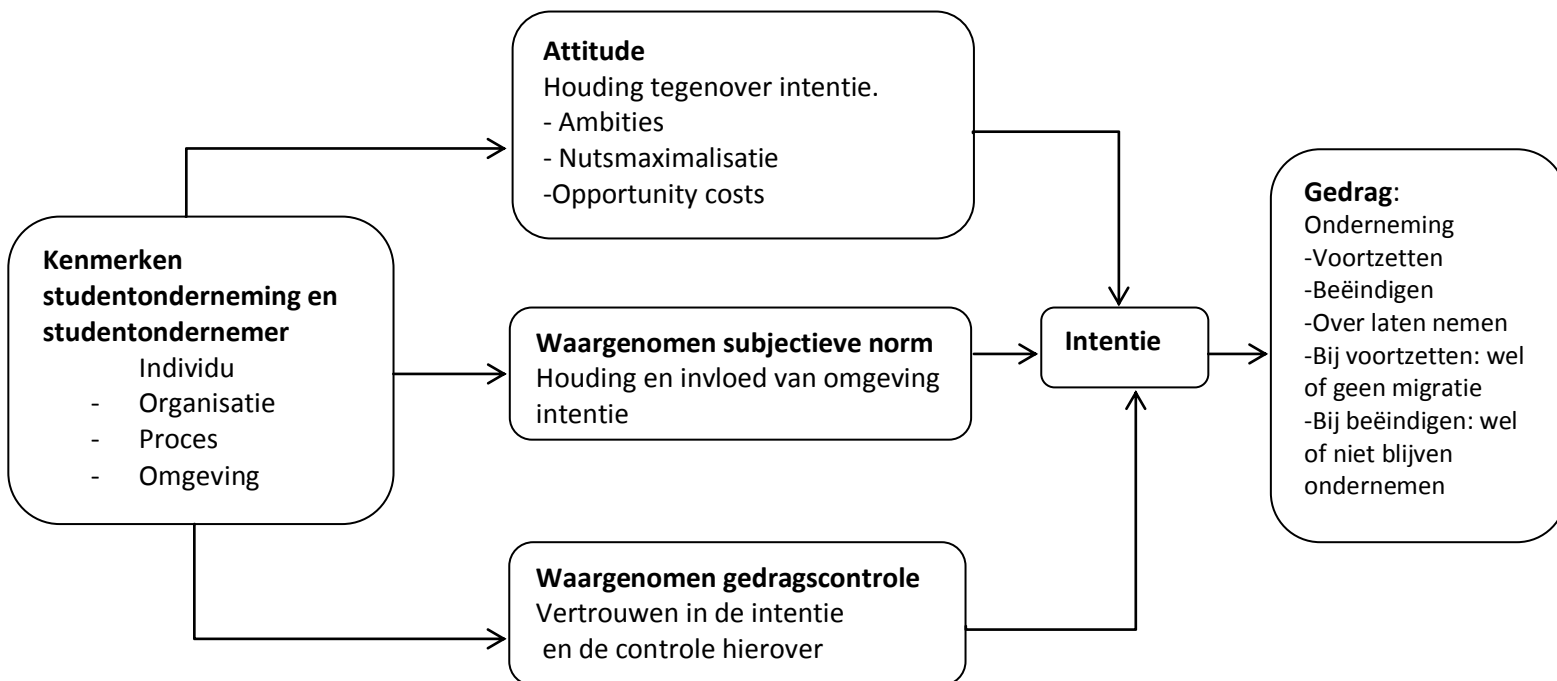 Kenmerken
studentonderneming en
studentondernemer
Individu
- Organisatie
- Proces
- Omgeving
Attitude
Houding tegenover intentie.
- Ambities
- Nutsmaximalisatie
-Opportunity costs
Waargenomen subjectieve norm
Houding en invloed van omgeving
intentie
Waargenomen gedragscontrole
Vertrouwen in de intentie
en de controle hierover
Intentie
Gedrag:
Onderneming
-Voortzetten
-Beëindigen
-Over laten nemen
-Bij voortzetten: wel
of geen migratie
-Bij beëindigen: wel
of niet blijven
ondernemen